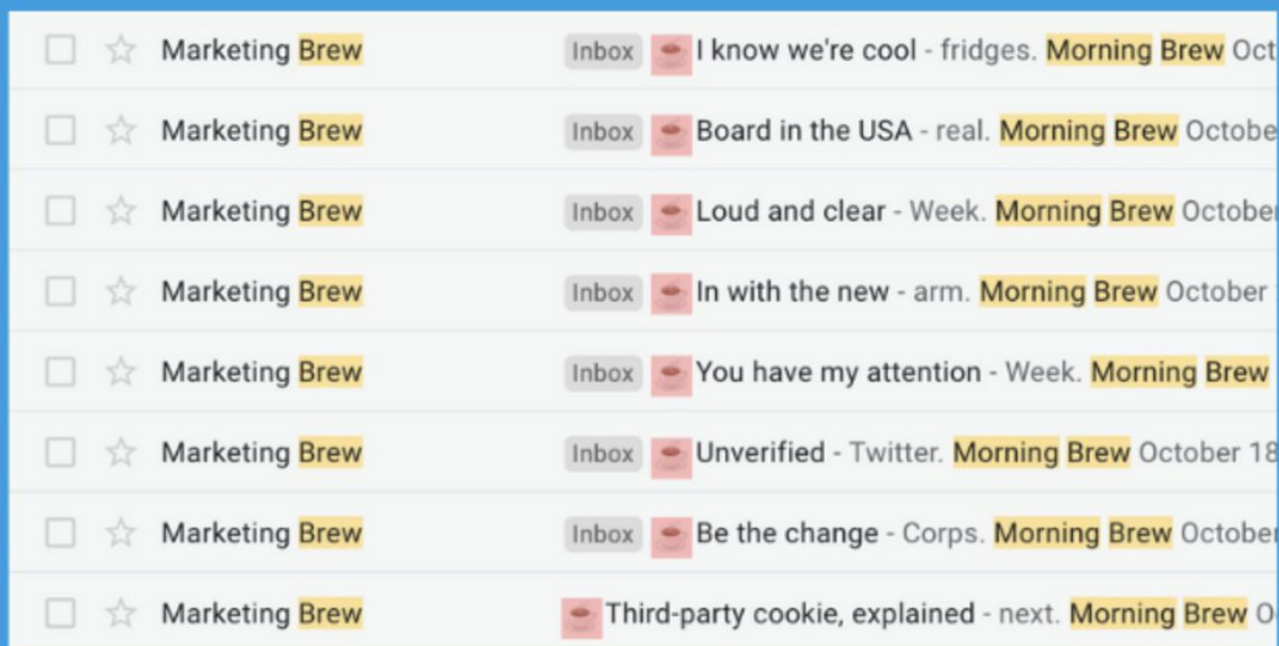 Marketing Brew Inbox I know we're cool - fridges. Morning Brew Oct
Marketing Brew Inbox Board in the USA - real. Morning Brew Octobe
Marketing Brew Inbox Loud and clear - Week. Morning Brew October
Marketing Brew Inbox In with the new - arm. Morning Brew October
Marketing Brew Inbox You have my attention - Week. Morning Brew
Marketing Brew Inbox Unverified - Twitter. Morning Brew October 18
Marketing Brew Inbox Be the change - Corps. Morning Brew October
Marketing Brew Third-party cookie, explained - next. Morning Brew O